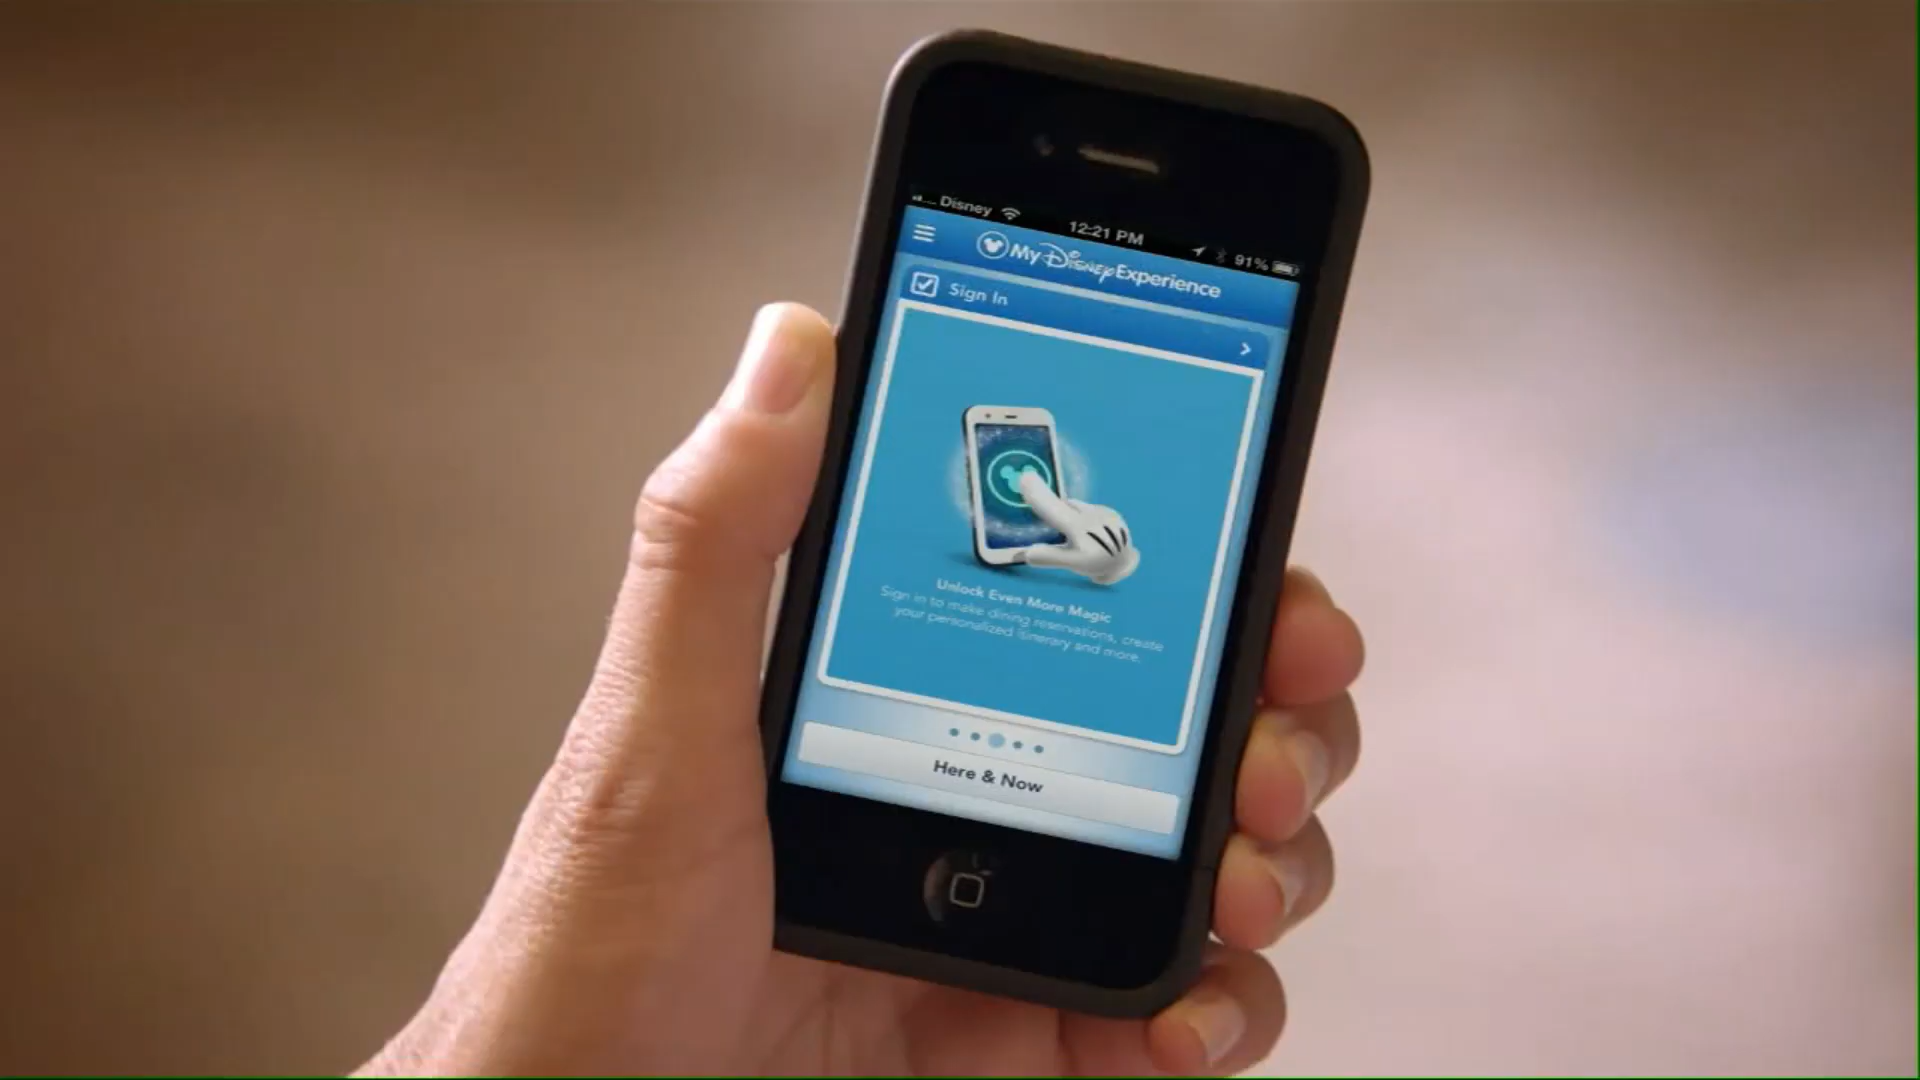 Disney 12:21 PM 91%
My Disney Experience
Sign In
Unlock Even More Magic
Sign in to make dining reservations, create
your personalized itinerary and more.
Here & Now